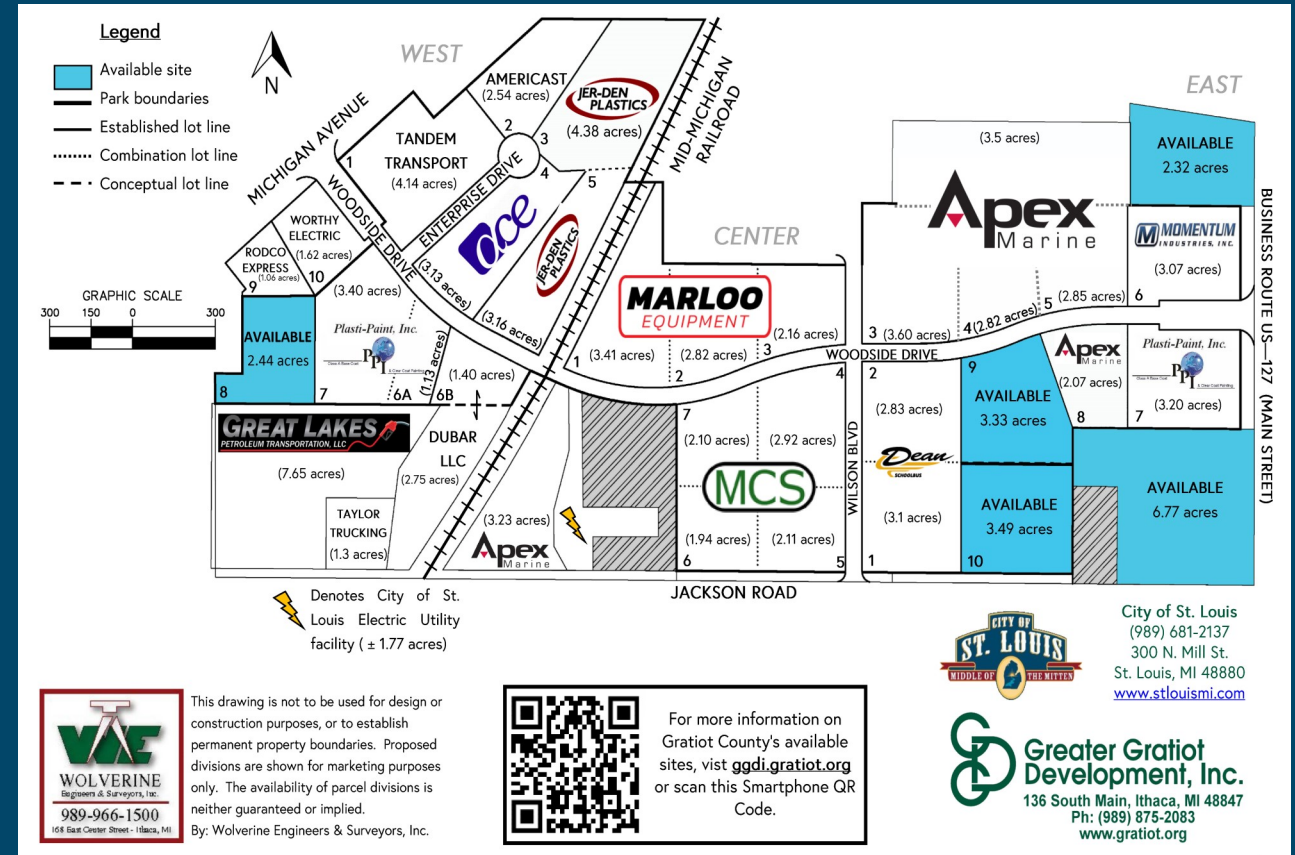 Legend
Available site
Park boundaries
Established lot line
Combination lot line
Conceptual lot line
N
WEST
MICHIGAN AVENUE
AMERICAST
(2.54 acres)
JER-DEN
PLASTICS
(4.38 acres)
MID-MICHIGAN
RAILROAD
TANDEM
TRANSPORT
(4.14 acres)
1
2
3
4
5
WOODSIDE DRIVE
ENTERPRISE DRIVE
ace
(3.13 acres)
JER-DEN
PLASTICS
(3.16 acres)
WORTHY
ELECTRIC
(1.62 acres)
10
RODCO
EXPRESS
(1.06 acres)
9
GRAPHIC SCALE
300 150 0 300
AVAILABLE
2.44 acres
8
(3.40 acres)
Plasti-Paint, Inc.
PPI
7
6A
(1.13 acres)
6B
(1.40 acres)
GREAT LAKES
PETROLEUM TRANSPORTATION, LLC
(7.65 acres)
DUBAR
LLC
(2.75 acres)
TAYLOR
TRUCKING
(1.3 acres)
CENTER
MARLOO
EQUIPMENT
1
(3.41 acres)
2
(2.82 acres)
3
(2.16 acres)
4
WOODSIDE DRIVE
(3.23 acres)
Apex
Marine
7
(2.10 acres)
(2.92 acres)
MCS
(1.94 acres)
(2.11 acres)
6
5
WILSON BLVD
JACKSON ROAD
EAST
(3.5 acres)
Apex
Marine
AVAILABLE
2.32 acres
MOMENTUM
INDUSTRIES, INC.
(3.07 acres)
3 (3.60 acres)
4 (2.82 acres)
5 (2.85 acres)
6
BUSINESS ROUTE US—127 (MAIN STREET)
2
(2.83 acres)
Dean
SCHOOLBUS
(3.1 acres)
1
9
AVAILABLE
3.33 acres
AVAILABLE
3.49 acres
10
Apex
Marine
(2.07 acres)
8
Plasti-Paint, Inc.
PPI
(3.20 acres)
7
AVAILABLE
6.77 acres
Denotes City of St.
Louis Electric Utility
facility ( ± 1.77 acres)
CITY OF
ST. LOUIS
MIDDLE OF THE MITTEN
City of St. Louis
(989) 681-2137
300 N. Mill St.
St. Louis, MI 48880
www.stlouismi.com
WOLVERINE
Engineers & Surveyors, Inc.
989-966-1500
168 East Center Street - Ithaca, MI
This drawing is not to be used for design or
construction purposes, or to establish
permanent property boundaries. Proposed
divisions are shown for marketing purposes
only. The availability of parcel divisions is
neither guaranteed or implied.
By: Wolverine Engineers & Surveyors, Inc.
For more information on
Gratiot County's available
sites, vist ggdi.gratiot.org
or scan this Smartphone QR
Code.
Greater Gratiot
Development, Inc.
136 South Main, Ithaca, MI 48847
Ph: (989) 875-2083
www.gratiot.org